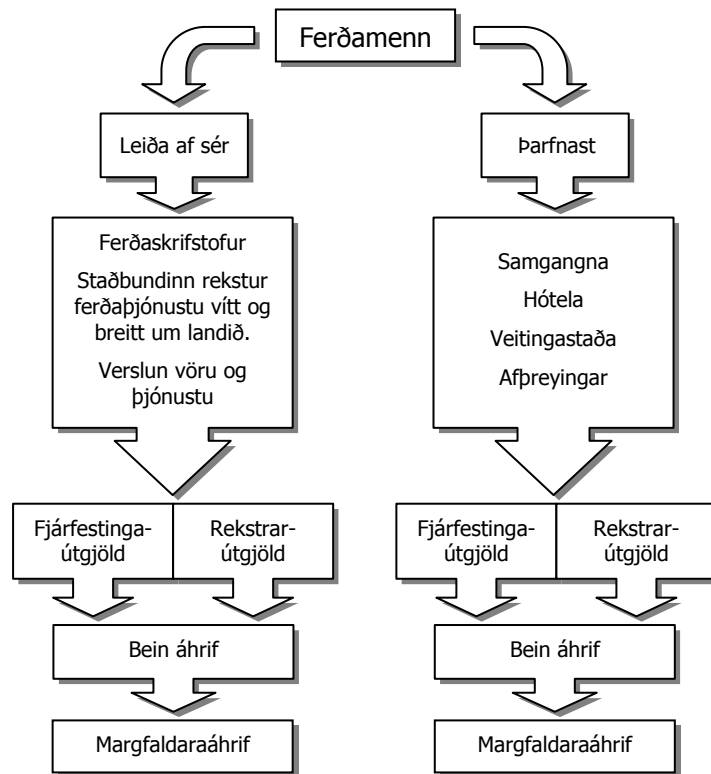 Ferðamenn
Leiða af sér
Þarfnast
Ferðaskrifstofur
Staðbundinn rekstur
ferðaþjónustu vítt og
breitt um landið.
Verslun vöru og
þjónustu
Samgangna
Hótela
Veitingastaða
Afþreyingar
Fjárfestinga-
útgjöld
Rekstrar-
útgjöld
Fjárfestinga-
útgjöld
Rekstrar-
útgjöld
Bein áhrif
Bein áhrif
Margfaldaraáhrif
Margfaldaraáhrif